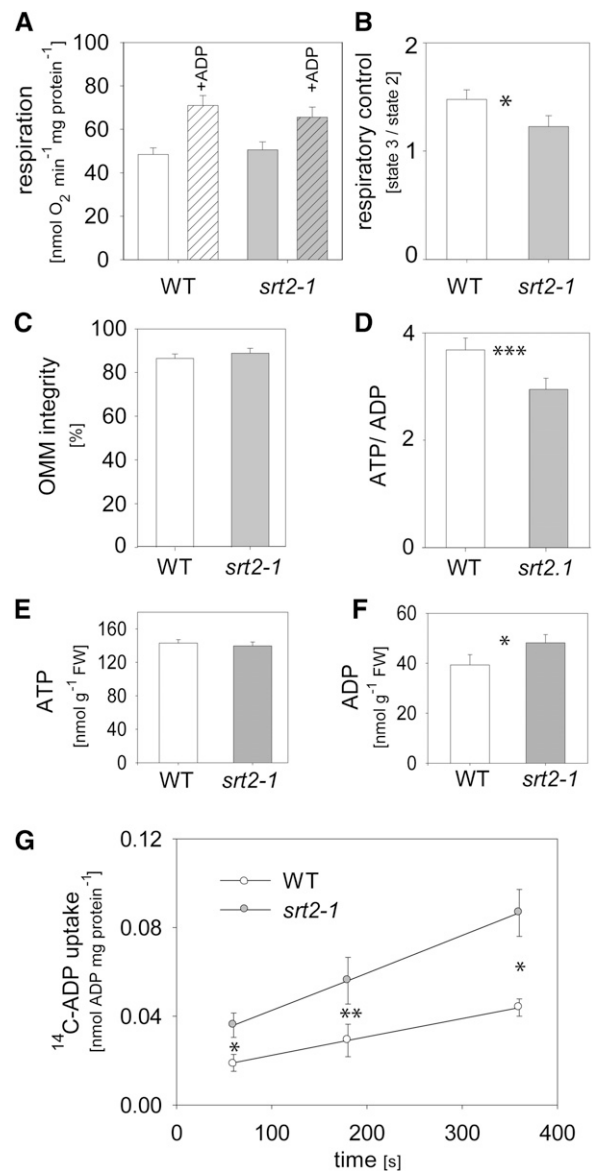 A
respiration
[nmol O2 min-1 mg protein-1]
100
80
60
40
20
0
+ADP
+ADP
WT
srt2-1
B
respiratory control
[state 3 / state 2]
2
1
0
*
WT
srt2-1
C
OMM integrity
[%]
100
80
60
40
20
0
WT
srt2-1
D
ATP/ ADP
4
2
0
***
WT
srt2.1
E
ATP
[nmol g-1 FW]
160
120
80
40
0
WT
srt2-1
F
ADP
[nmol g-1 FW]
60
40
20
0
*
WT
srt2-1
G
14C-ADP uptake
[nmol ADP mg protein-1]
0.12
0.08
0.04
0.00
WT
srt2-1
*
**
*
0
100
200
300
400
time [s]